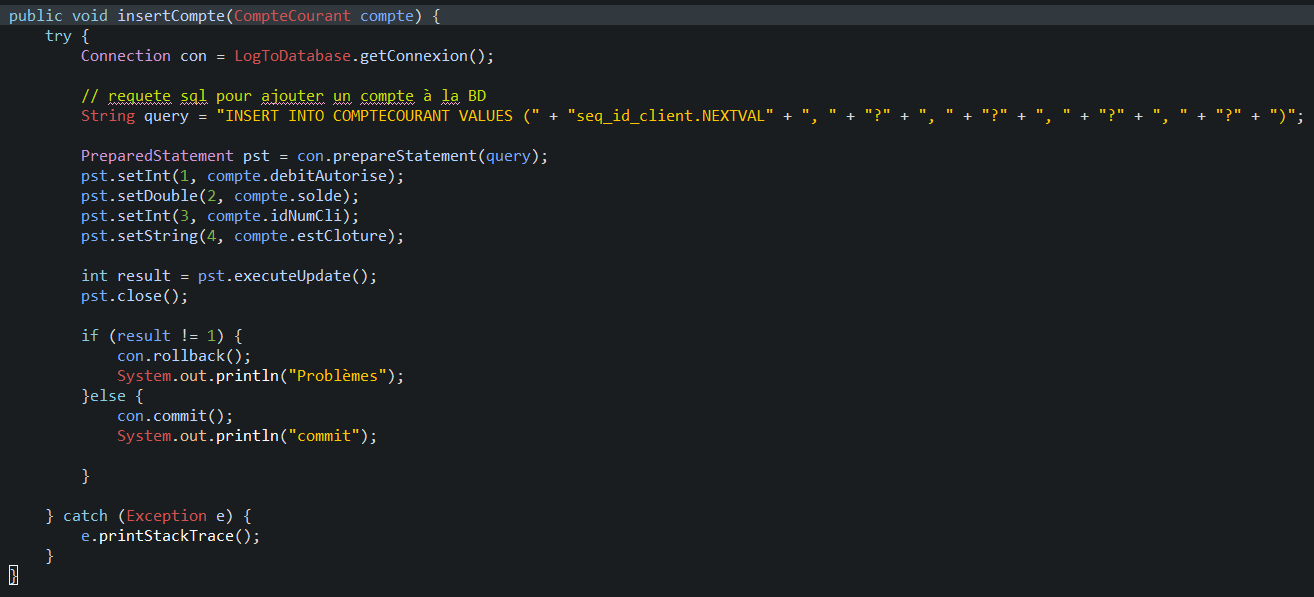 public void insertCompte(CompteCourant compte) {
try {
Connection con = LogToDatabase.getConnexion();
// requete sql pour ajouter un compte à la BD
String query = "INSERT INTO COMPTECOURANT VALUES (" + "seq_id_client.NEXTVAL" + ", " + "?" + ", " + "?" + ", " + "?" + ", " + "?" + ")";
PreparedStatement pst = con.prepareStatement(query);
pst.setInt(1, compte.debitAutorise);
pst.setDouble(2, compte.solde);
pst.setInt(3, compte.idNumCli);
pst.setString(4, compte.estCloture);
int result = pst.executeUpdate();
pst.close();
if (result != 1) {
con.rollback();
System.out.println("Problèmes");
}else {
con.commit();
System.out.println("commit");
}
} catch (Exception e) {
e.printStackTrace();
}
}